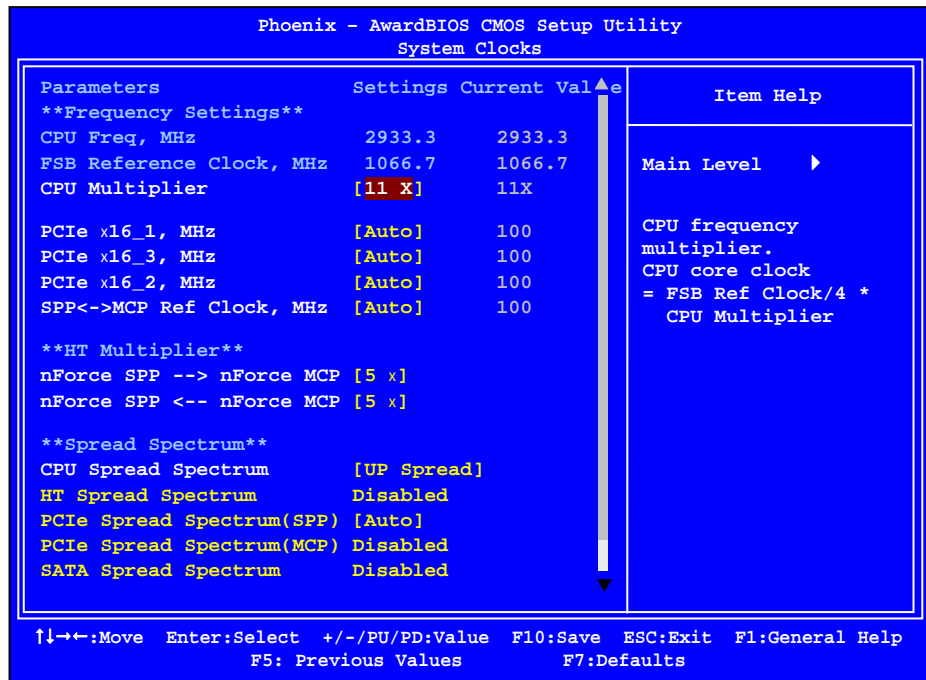 Phoenix – AwardBIOS CMOS Setup Utility
System Clocks
Parameters Settings Current Val e
**Frequency Settings**
CPU Freq, MHz 2933.3 2933.3
FSB Reference Clock, MHz 1066.7 1066.7
CPU Multiplier [11 X] 11X
PCIe x16_1, MHz [Auto] 100
PCIe x16_3, MHz [Auto] 100
PCIe x16_2, MHz [Auto] 100
SPP<->MCP Ref Clock, MHz [Auto] 100
**HT Multiplier**
nForce SPP --> nForce MCP [5 x]
nForce SPP <-- nForce MCP [5 x]
**Spread Spectrum**
CPU Spread Spectrum [UP Spread]
HT Spread Spectrum Disabled
PCIe Spread Spectrum(SPP) [Auto]
PCIe Spread Spectrum(MCP) Disabled
SATA Spread Spectrum Disabled
Item Help
Main Level
CPU frequency
multiplier.
CPU core clock
= FSB Ref Clock/4 *
CPU Multiplier
↑↓→←:Move Enter:Select +/-/PU/PD:Value F10:Save ESC:Exit F1:General Help
F5: Previous Values F7:Defaults